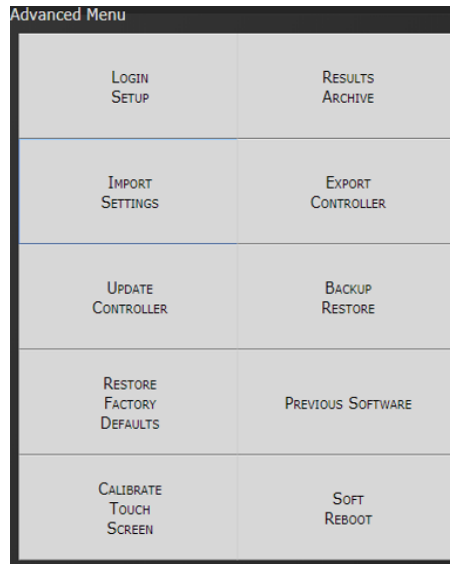 Advanced Menu
Login
Setup
Results
Archive
Import
Settings
Export
Controller
Update
Controller
Backup
Restore
Restore
Factory
Defaults
Previous Software
Calibrate
Touch
Screen
Soft
Reboot